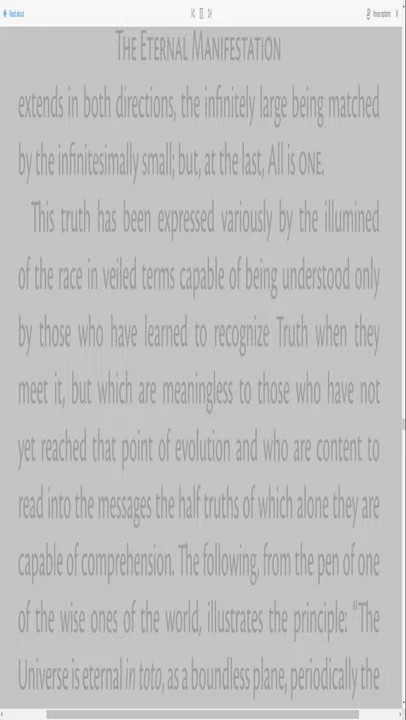 Read aloud
Voice options
THE ETERNAL MANIFESTATION
extends in both directions, the infinitely large being matched
by the infinitesimally small; but, at the last, All is ONE.
This truth has been expressed variously by the illumined
of the race in veiled terms capable of being understood only
by those who have learned to recognize Truth when they
meet it, but which are meaningless to those who have not
yet reached that point of evolution and who are content to
read into the messages the half truths of which alone they are
capable of comprehension. The following, from the pen of one
of the wise ones of the world, illustrates the principle: “The
Universe is eternal in toto, as a boundless plane, periodically the